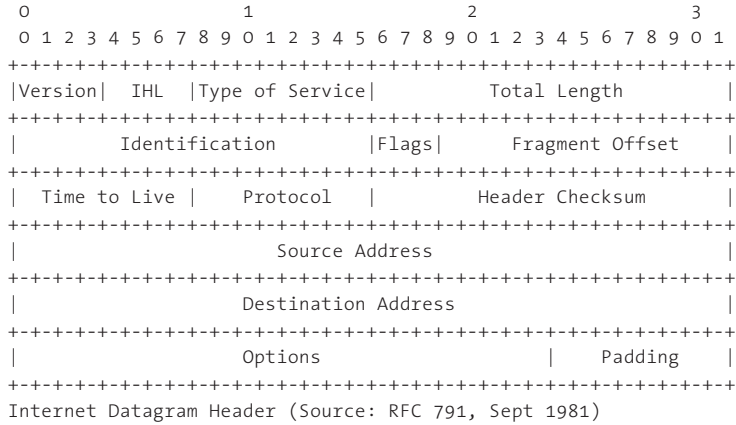 0                   1                   2                   3
 0 1 2 3 4 5 6 7 8 9 0 1 2 3 4 5 6 7 8 9 0 1 2 3 4 5 6 7 8 9 0 1
+-+-+-+-+-+-+-+-+-+-+-+-+-+-+-+-+-+-+-+-+-+-+-+-+-+-+-+-+-+-+-+-+
|Version|  IHL  |Type of Service|          Total Length         |
+-+-+-+-+-+-+-+-+-+-+-+-+-+-+-+-+-+-+-+-+-+-+-+-+-+-+-+-+-+-+-+-+
|         Identification        |Flags|      Fragment Offset    |
+-+-+-+-+-+-+-+-+-+-+-+-+-+-+-+-+-+-+-+-+-+-+-+-+-+-+-+-+-+-+-+-+
|  Time to Live |    Protocol   |         Header Checksum       |
+-+-+-+-+-+-+-+-+-+-+-+-+-+-+-+-+-+-+-+-+-+-+-+-+-+-+-+-+-+-+-+-+
|                       Source Address                          |
+-+-+-+-+-+-+-+-+-+-+-+-+-+-+-+-+-+-+-+-+-+-+-+-+-+-+-+-+-+-+-+-+
|                    Destination Address                        |
+-+-+-+-+-+-+-+-+-+-+-+-+-+-+-+-+-+-+-+-+-+-+-+-+-+-+-+-+-+-+-+-+
|                    Options                    |    Padding    |
+-+-+-+-+-+-+-+-+-+-+-+-+-+-+-+-+-+-+-+-+-+-+-+-+-+-+-+-+-+-+-+-+
Internet Datagram Header (Source: RFC 791, Sept 1981)